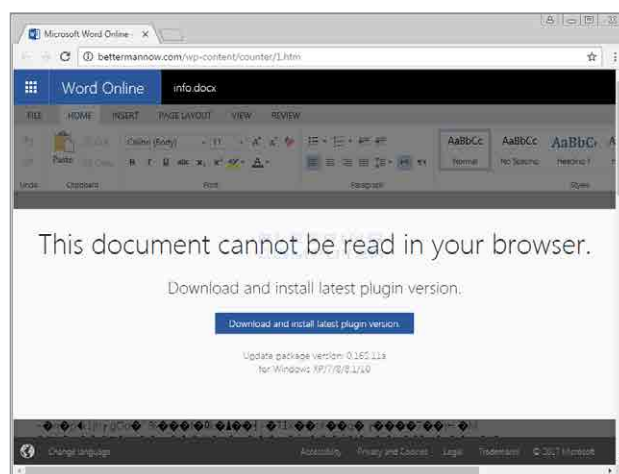 Microsoft Word Online
bettermannow.com/wp-content/counter/1.htm
Word Online info.docx
FILE HOME INSERT PAGE LAYOUT VIEW REVIEW
Calibri (Body) 11
AaBbCc AaBbCc AaBbC
Paste
Normal No Spacing Heading 1
Undo Clipboard Font Paragraph Styles
This document cannot be read in your browser.
Download and install latest plugin version.
Download and install latest plugin version.
Update package version: 0.165.11a
for Windows XP/7/8/8.1/10
Change language Accessibility Privacy and Cookies Legal Trademarks © 2017 Microsoft